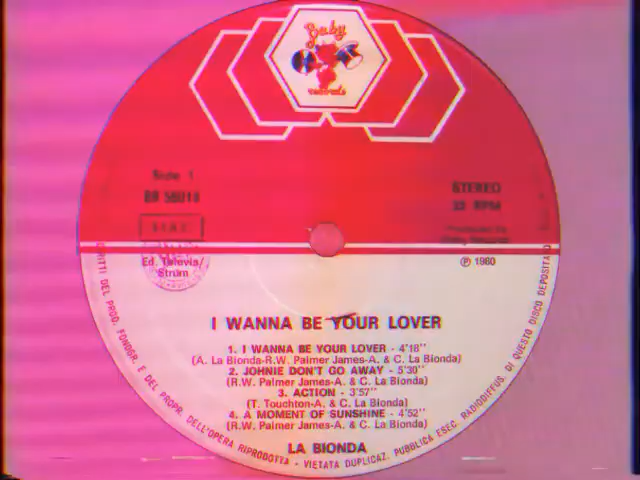 Baby
records
Side 1
STEREO
33 RPM
S.I.A.E.
Ed. Televis/
Strum
℗ 1980
I WANNA BE YOUR LOVER
1. I WANNA BE YOUR LOVER - 4'18''
(A. La Bionda-R.W. Palmer James-A. & C. La Bionda)
2. JOHNIE DON'T GO AWAY - 5'30''
(R.W. Palmer James-A. & C. La Bionda)
3. ACTION - 3'57''
(T. Touchton-A. & C. La Bionda)
4. A MOMENT OF SUNSHINE - 4'52''
(R.W. Palmer James-A. & C. La Bionda)
LA BIONDA
DIRITTI DEL PROD. FONOGR. E DEL PROPR. DELL'OPERA RIPRODOTTA - VIETATA DUPLICAZ. PUBBLICA ESEC. RADIODIFFUS. DI QUESTO DISCO DEPOSITATO